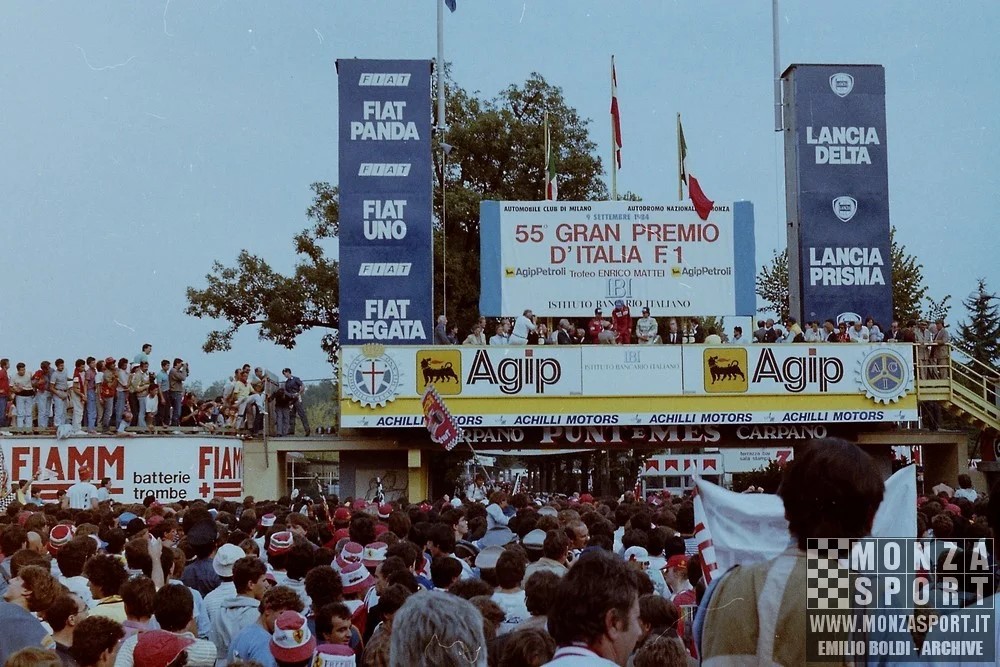 FIAT
FIAT
PANDA
FIAT
FIAT
UNO
FIAT
FIAT
REGATA
AUTOMOBILE CLUB DI MILANO AUTODROMO NAZIONALE MONZA
9 SETTEMBRE 1984
55° GRAN PREMIO
D'ITALIA F.1
AgipPetroli Trofeo ENRICO MATTEI AgipPetroli
IBI
ISTITUTO BANCARIO ITALIANO
LANCIA
LANCIA
DELTA
LANCIA
LANCIA
PRISMA
Agip
IBI
ISTITUTO BANCARIO ITALIANO
Agip
ACHILLI MOTORS ACHILLI MOTORS ACHILLI MOTORS ACHILLI MOTORS
CARPANO PUNT E MES CARPANO
FIAMM batterie trombe FIAMM
MONZA
SPORT
WWW.MONZASPORT.IT
EMILIO BOLDI - ARCHIVE